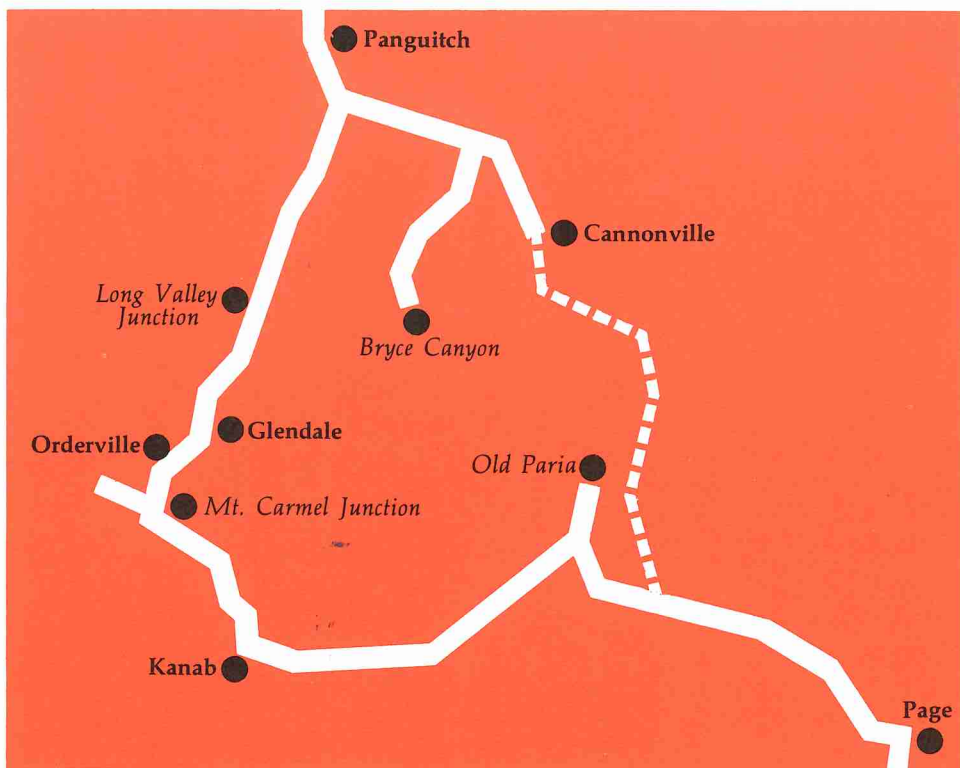 Panguitch
Cannonville
Long Valley
Junction
Bryce Canyon
Glendale
Orderville
Old Paria
Mt. Carmel Junction
Kanab
Page